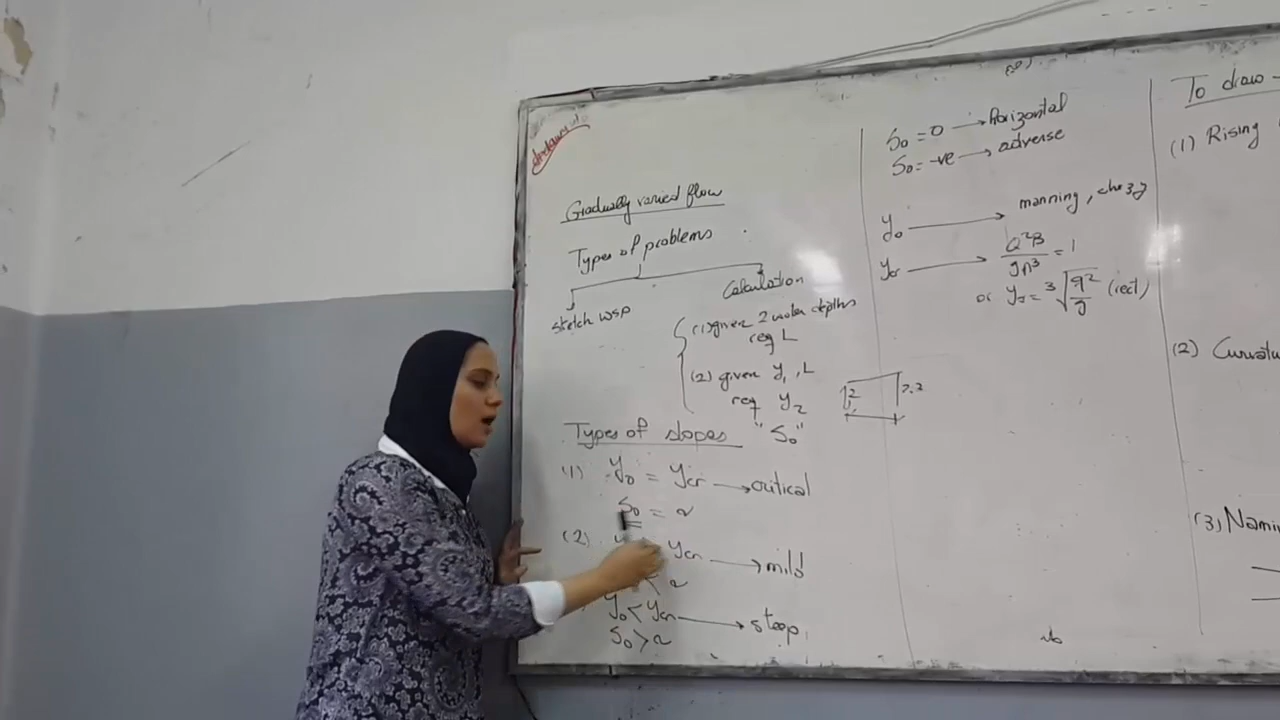 Gradually varied flow
Types of problems
sketch wsp
Calculation
(1) given 2 water depths
req L
(2) given y1, L
req y2
Types of slopes "So"
(1) yo = ycr → critical
So =
(2) ycr → mild
<
yo < ycr → steep
So >
So = 0 → horizontal
So = -ve → adverse
yo → manning, chezy
ycr → Q²B/gA³ = 1
or ycr = ³√q²/g (rect)
2
??
To draw
(1) Rising
(2) Curvatu
(3) Namin